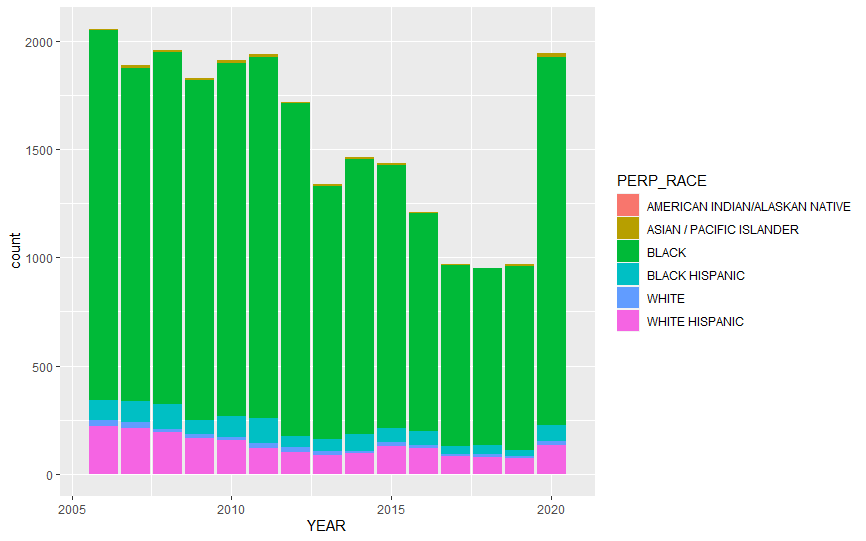 2000
1500
1000
500
0
count
2005
2010
2015
2020
YEAR
PERP_RACE
AMERICAN INDIAN/ALASKAN NATIVE
ASIAN / PACIFIC ISLANDER
BLACK
BLACK HISPANIC
WHITE
WHITE HISPANIC